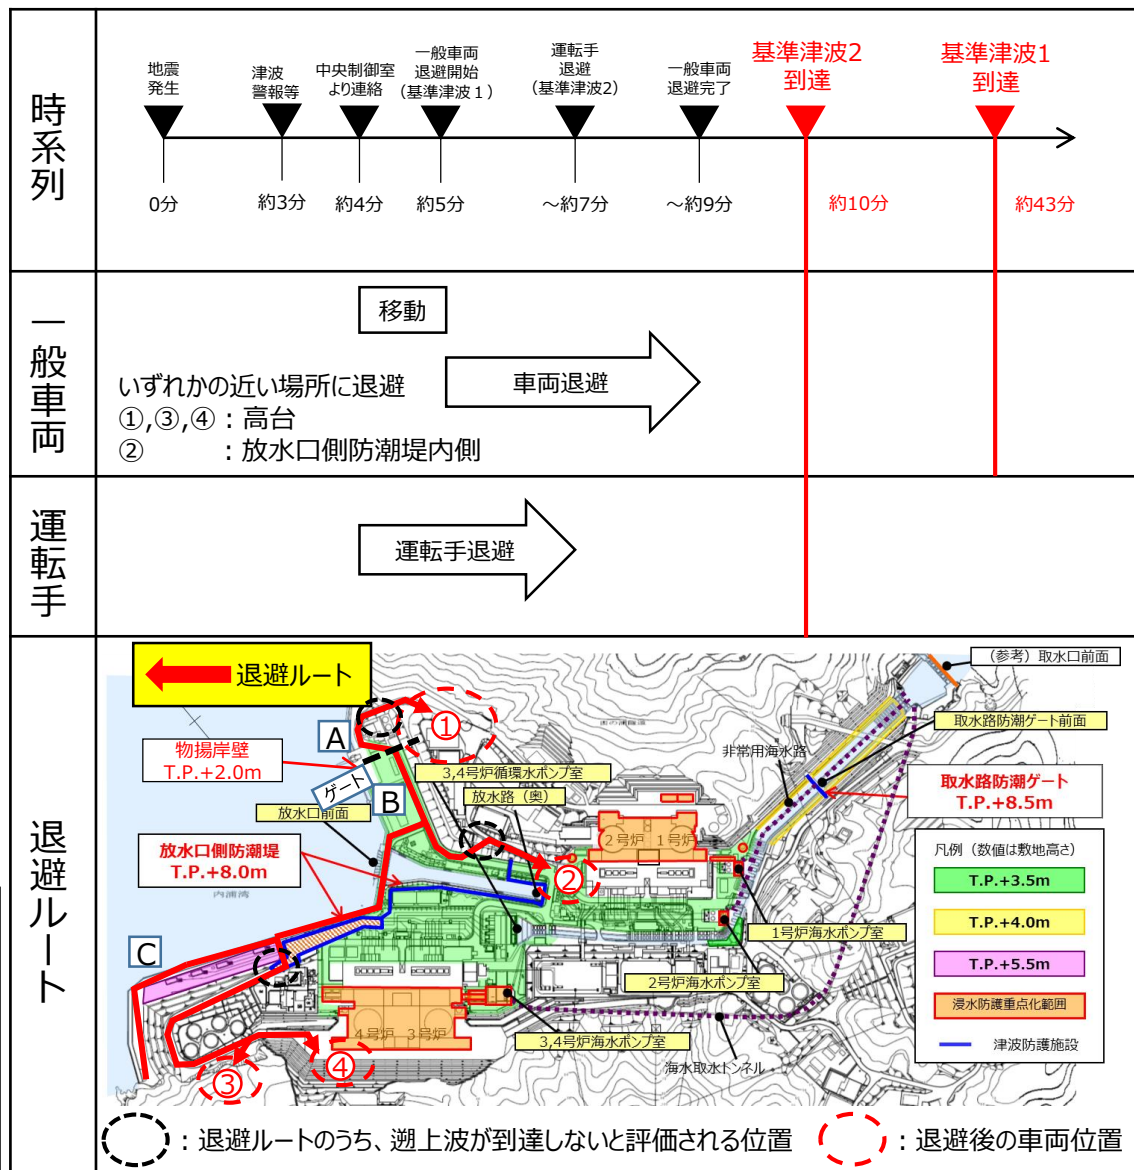 時系列
地震
発生
津波
警報等
中央制御室
より連絡
一般車両
退避開始
(基準津波１)
運転手
退避
(基準津波2)
一般車両
退避完了
基準津波2
到達
基準津波1
到達
0分
約3分
約4分
約5分
～約7分
～約9分
約10分
約43分
一般車両
移動
車両退避
いずれかの近い場所に退避
①,③,④：高台
②　　　：放水口側防潮堤内側
運転手
運転手退避
退避ルート
退避ルート
A
物揚岸壁
T.P.+2.0m
ゲート
B
放水口前面
放水口側防潮堤
T.P.+8.0m
内浦湾
C
①
②
③
④
3,4号炉循環水ポンプ室
放水路（奥）
2号炉
1号炉
4号炉
3号炉
非常用海水路
（参考）取水口前面
取水路防潮ゲート前面
取水路防潮ゲート
T.P.+8.5m
1号炉海水ポンプ室
2号炉海水ポンプ室
3,4号炉海水ポンプ室
海水取水トンネル
凡例（数値は敷地高さ）
T.P.+3.5m
T.P.+4.0m
T.P.+5.5m
浸水防護重点化範囲
津波防護施設
：退避ルートのうち、遡上波が到達しないと評価される位置
：退避後の車両位置